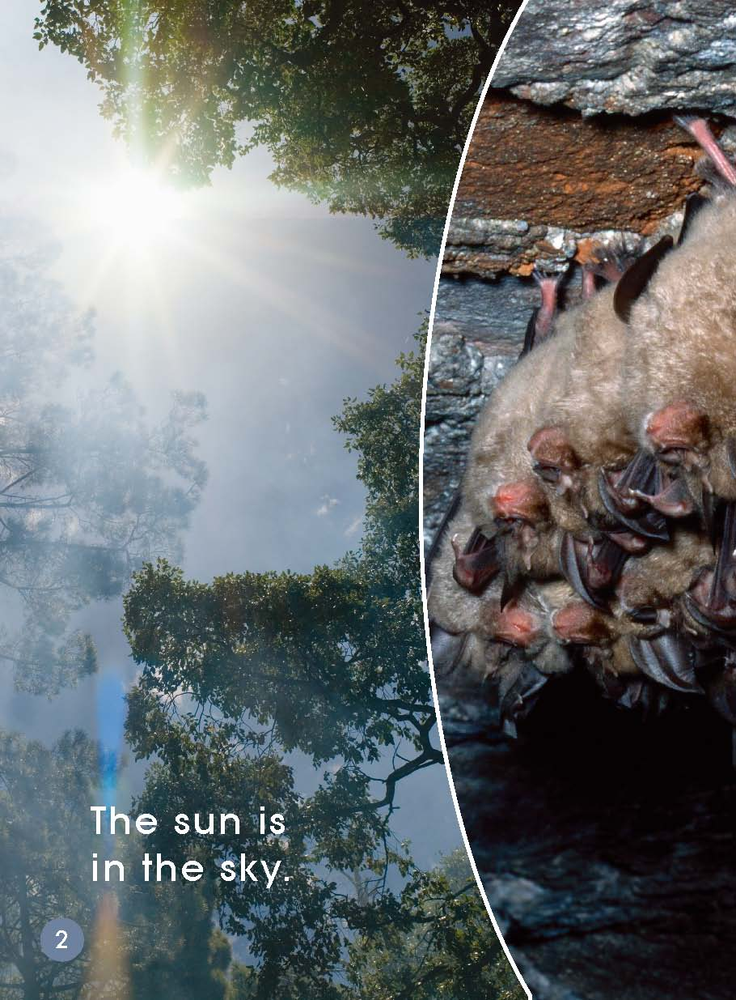 The sun is
in the sky.
2